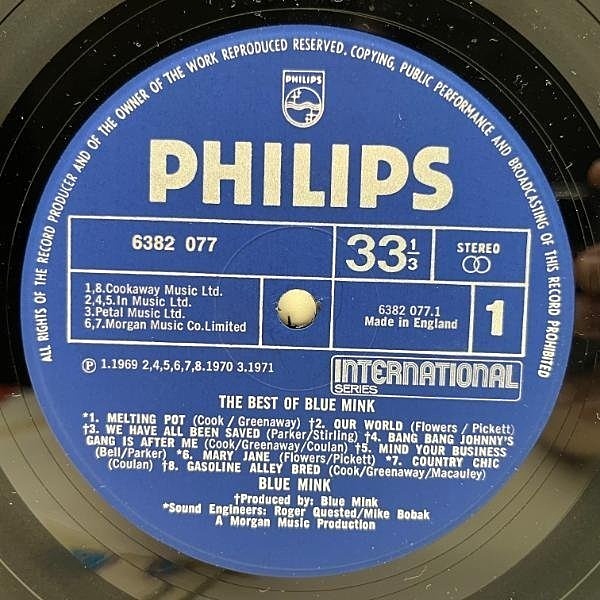 ALL RIGHTS OF THE RECORD PRODUCER AND OF THE OWNER OF THE WORK REPRODUCED RESERVED. COPYING, PUBLIC PERFORMANCE AND BROADCASTING OF THIS RECORD PROHIBITED
PHILIPS
PHILIPS
6382 077
33⅓
STEREO
1,8.Cookaway Music Ltd.
2,4,5.In Music Ltd.
3.Petal Music Ltd.
6,7.Morgan Music Co.Limited
6382 077.1
Made in England
1
Ⓟ 1.1969 2,4,5,6,7,8.1970 3.1971
INTERNATIONAL
SERIES
THE BEST OF BLUE MINK
*1. MELTING POT (Cook / Greenaway) †2. OUR WORLD (Flowers / Pickett)
†3. WE HAVE ALL BEEN SAVED (Parker/Stirling) †4. BANG BANG JOHNNY'S
GANG IS AFTER ME (Cook/Greenaway/Coulan) †5. MIND YOUR BUSINESS
(Bell/Parker) *6. MARY JANE (Flowers/Pickett) *7. COUNTRY CHIC
(Coulan) †8. GASOLINE ALLEY BRED (Cook/Greenaway/Macauley)
BLUE MINK
†Produced by: Blue Mink
*Sound Engineers: Roger Quested/Mike Bobak
A Morgan Music Production